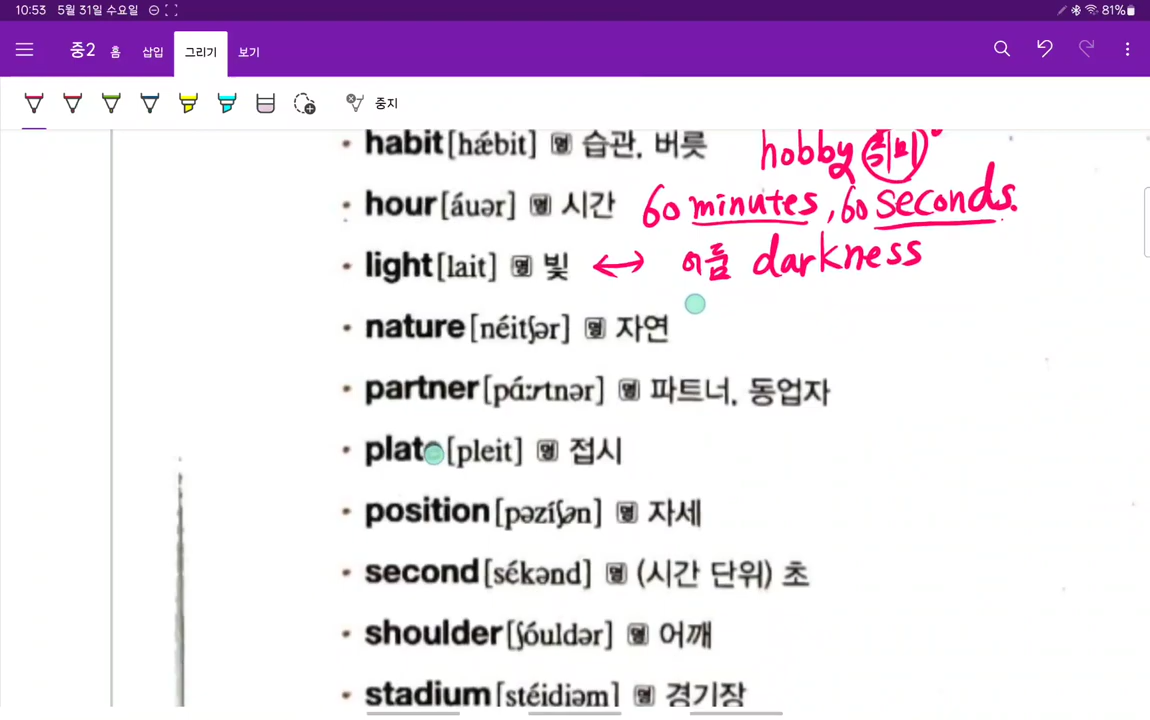 10:53 5월 31일 수요일 81%
중2 홈 삽입 그리기 보기
중지
habit[hǽbit] 명 습관, 버릇 hobby 취미
hour[áuər] 명 시간 60 minutes, 60 seconds.
light[lait] 명 빛 ↔ 어둠 darkness
nature[néitʃər] 명 자연
partner[pá:rtnər] 명 파트너, 동업자
plate[pleit] 명 접시
position[pəzíʃən] 명 자세
second[sékənd] 명 (시간 단위) 초
shoulder[ʃóuldər] 명 어깨
stadium[stéidiəm] 명 경기장